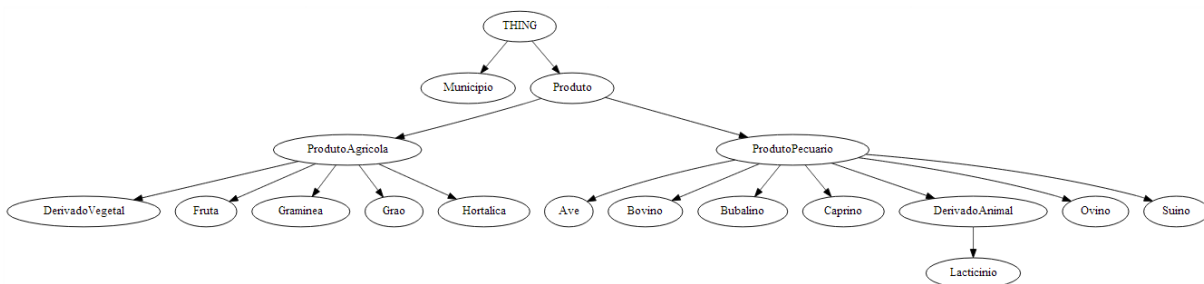 THING
Municipio Produto
ProdutoAgricola ProdutoPecuario
DerivadoVegetal Fruta Graminea Grao Hortalica Ave Bovino Bubalino Caprino DerivadoAnimal Ovino Suino
Lacticinio